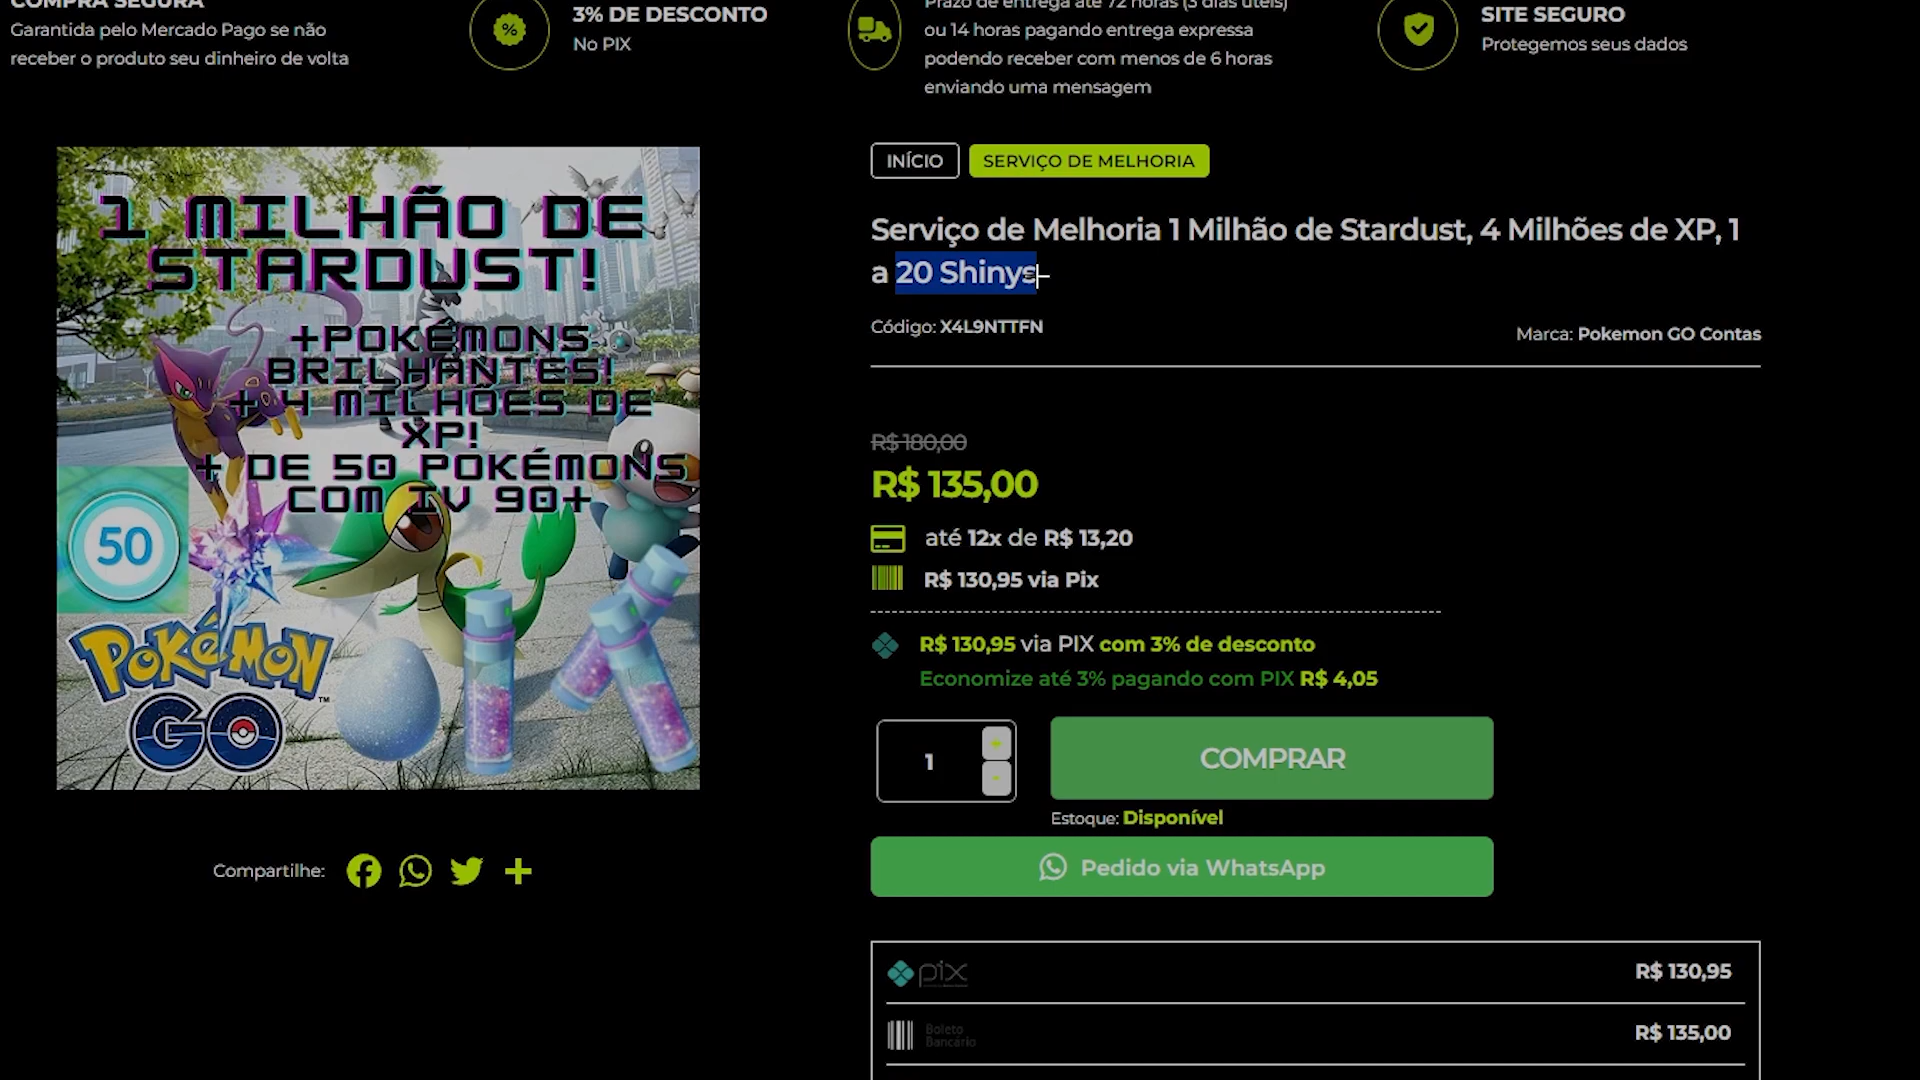 COMPRA SEGURA
Garantida pelo Mercado Pago se não
receber o produto seu dinheiro de volta
%
3% DE DESCONTO
No PIX
Prazo de entrega até 72 horas (3 dias úteis)
ou 14 horas pagando entrega expressa
podendo receber com menos de 6 horas
enviando uma mensagem
SITE SEGURO
Protegemos seus dados
1 MILHÃO DE
STARDUST!
+POKÉMONS
BRILHANTES!
+ 4 MILHÕES DE
XP!
+ DE 50 POKÉMONS
COM IV 90+
50
POKéMON
GO
TM
Compartilhe:
INÍCIO
SERVIÇO DE MELHORIA
Serviço de Melhoria 1 Milhão de Stardust, 4 Milhões de XP, 1
a 20 Shinys
Código: X4L9NTTFN
Marca: Pokemon GO Contas
R$ 180,00
R$ 135,00
até 12x de R$ 13,20
R$ 130,95 via Pix
R$ 130,95 via PIX com 3% de desconto
Economize até 3% pagando com PIX R$ 4,05
1
+
-
COMPRAR
Estoque: Disponível
Pedido via WhatsApp
pix
R$ 130,95
Boleto
Bancário
R$ 135,00